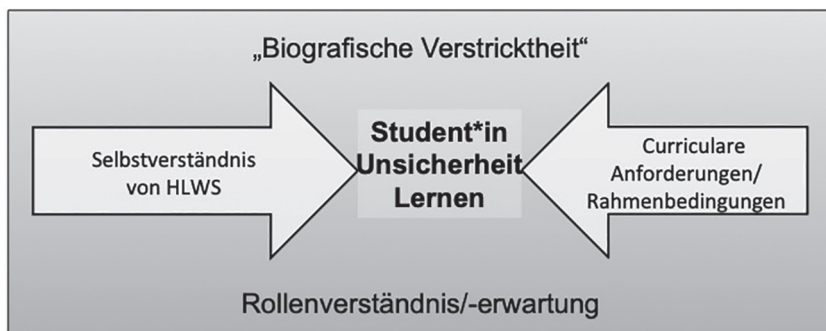 „Biografische Verstricktheit“
Selbstverständnis
von HLWS
Student*in
Unsicherheit
Lernen
Curriculare
Anforderungen/
Rahmenbedingungen
Rollenverständnis/-erwartung